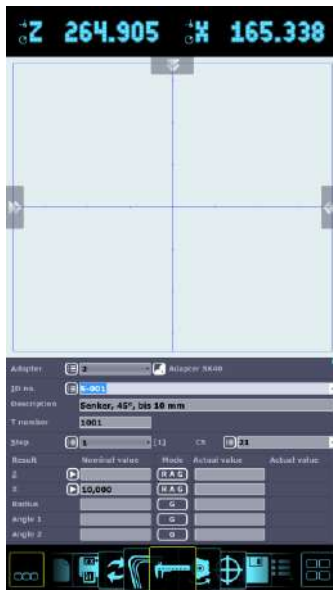 Z 264.905 X 165.338
Adapter 2 Adapter SK40
ID no. K-001
Description Senker, 45°, bis 10 mm
T number 1001
Step 1 [1] CS 21
Result Nominal value Mode Actual value Actual value
Z R A G
X 10,000 R A G
Radius G
Angle 1 G
Angle 2 G